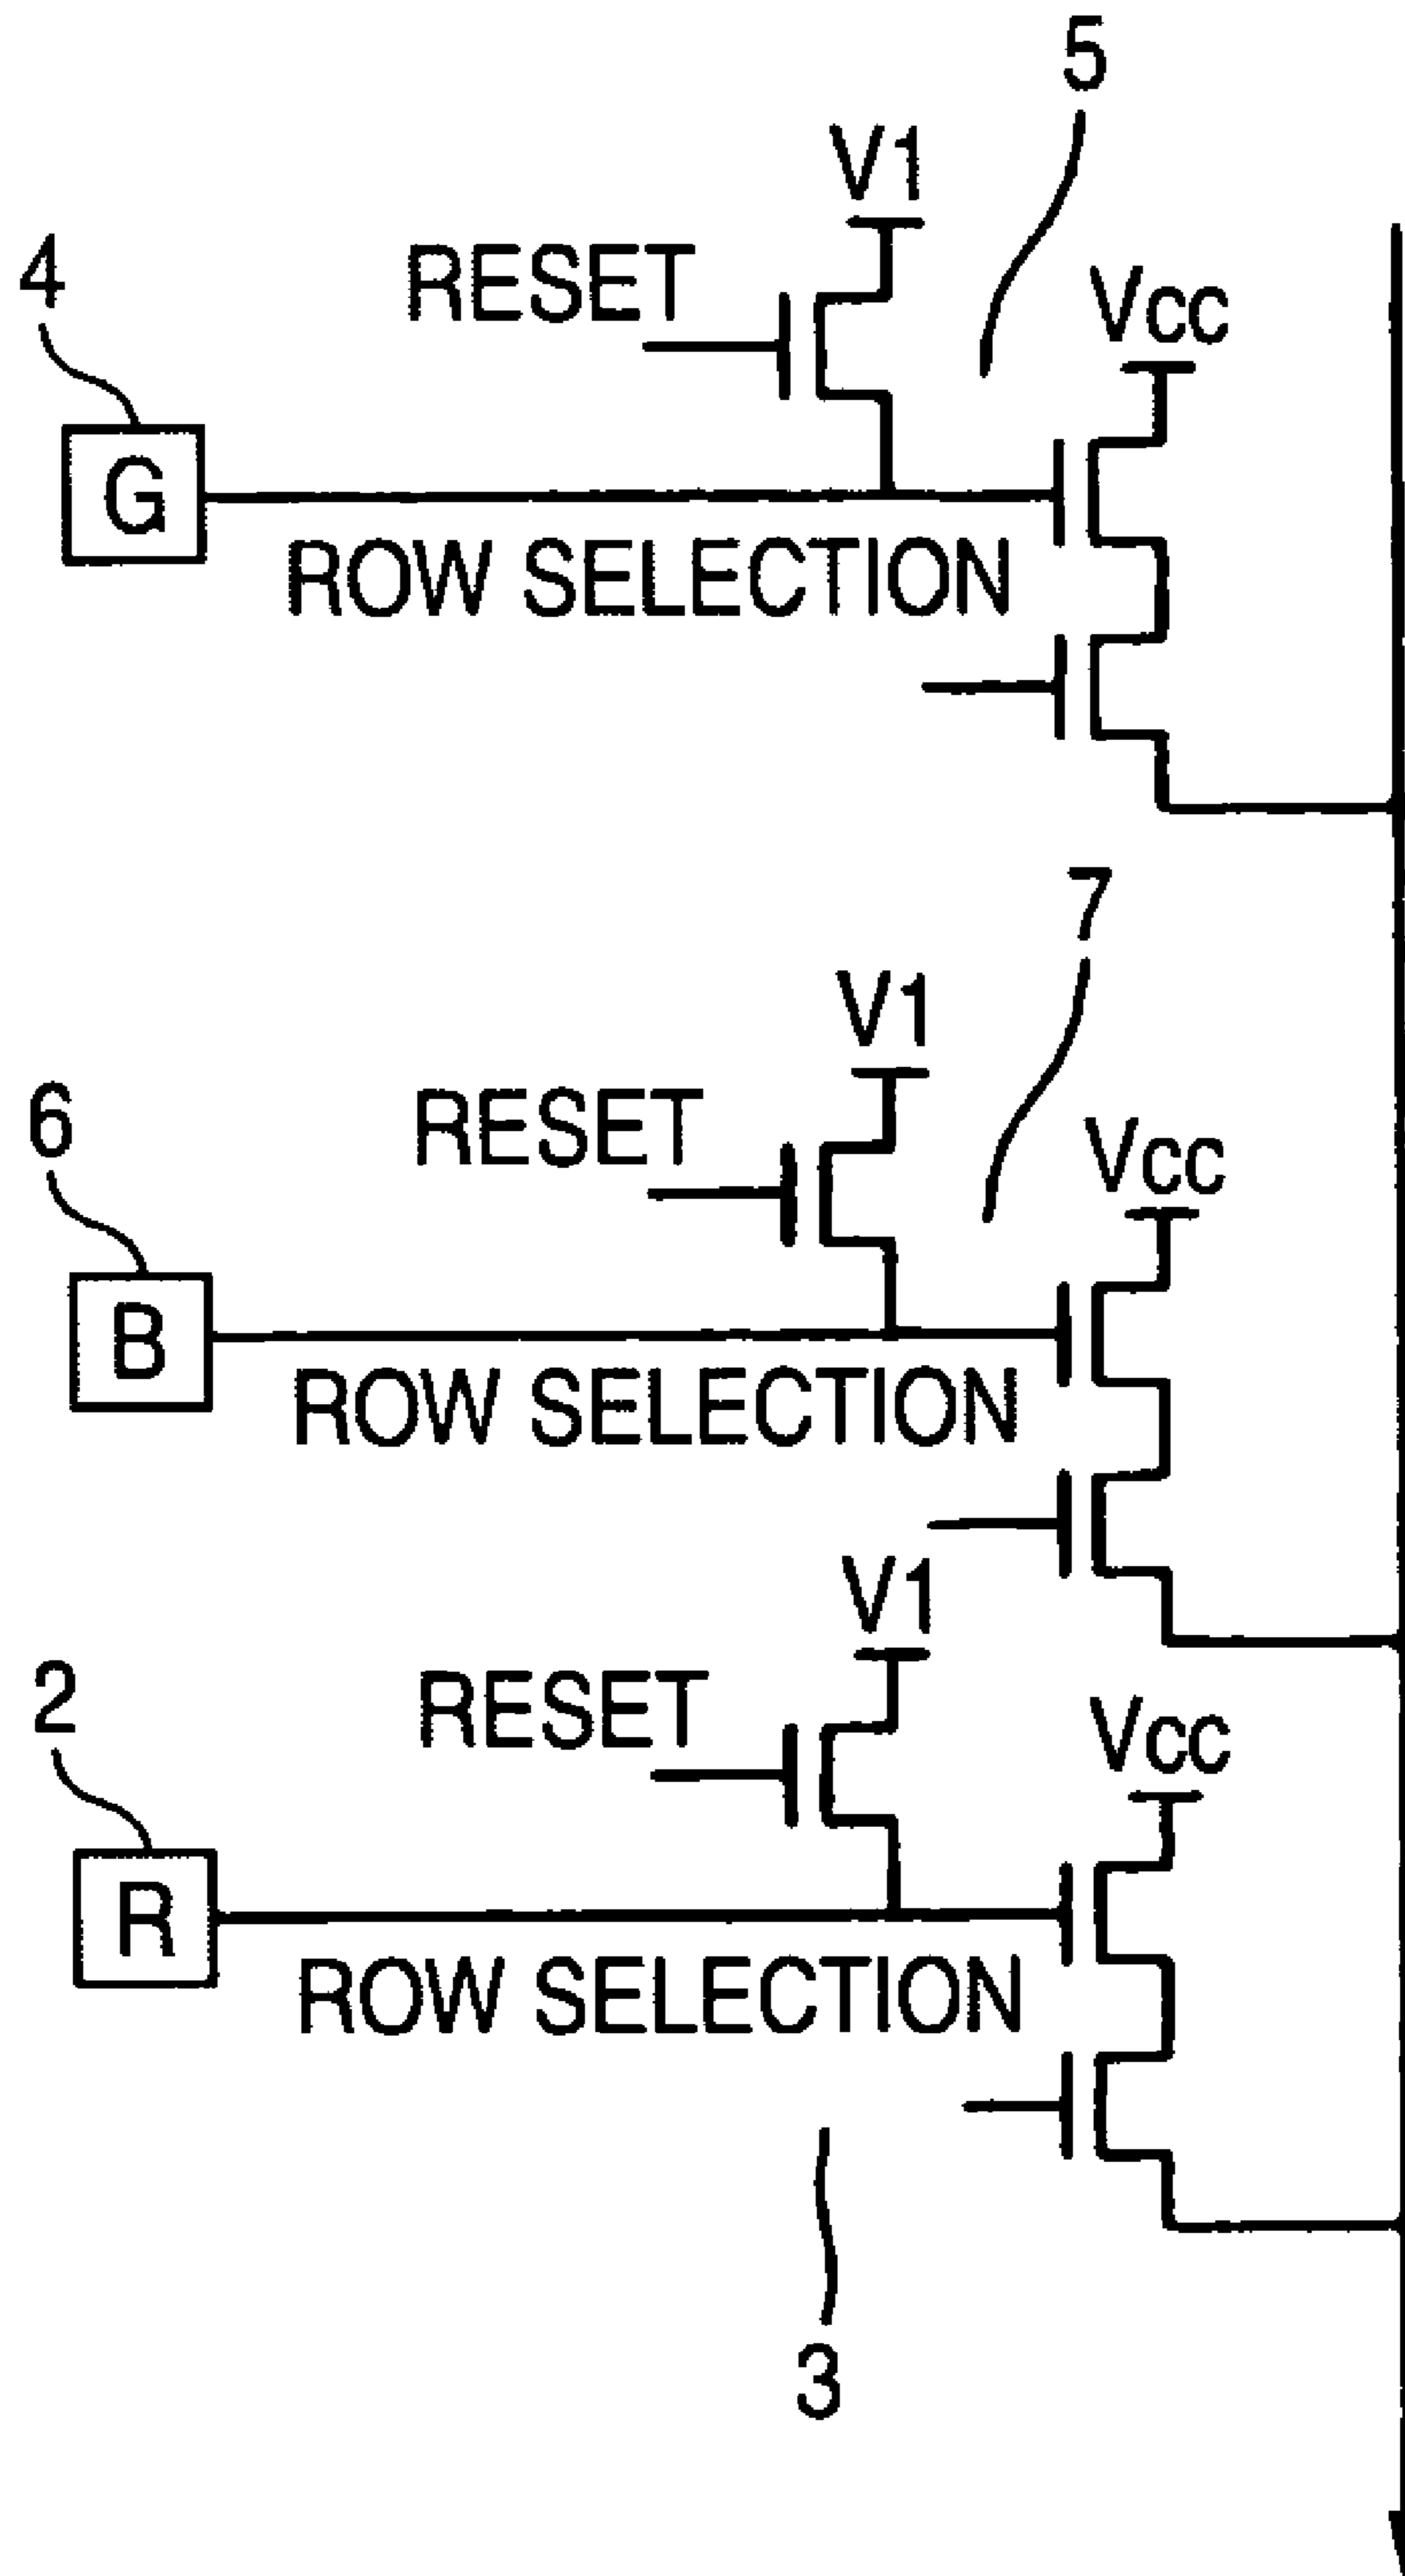 5
V1
4
RESET
Vcc
G
ROW SELECTION
7
V1
6
RESET
Vcc
B
ROW SELECTION
V1
2
RESET
Vcc
R
ROW SELECTION
3